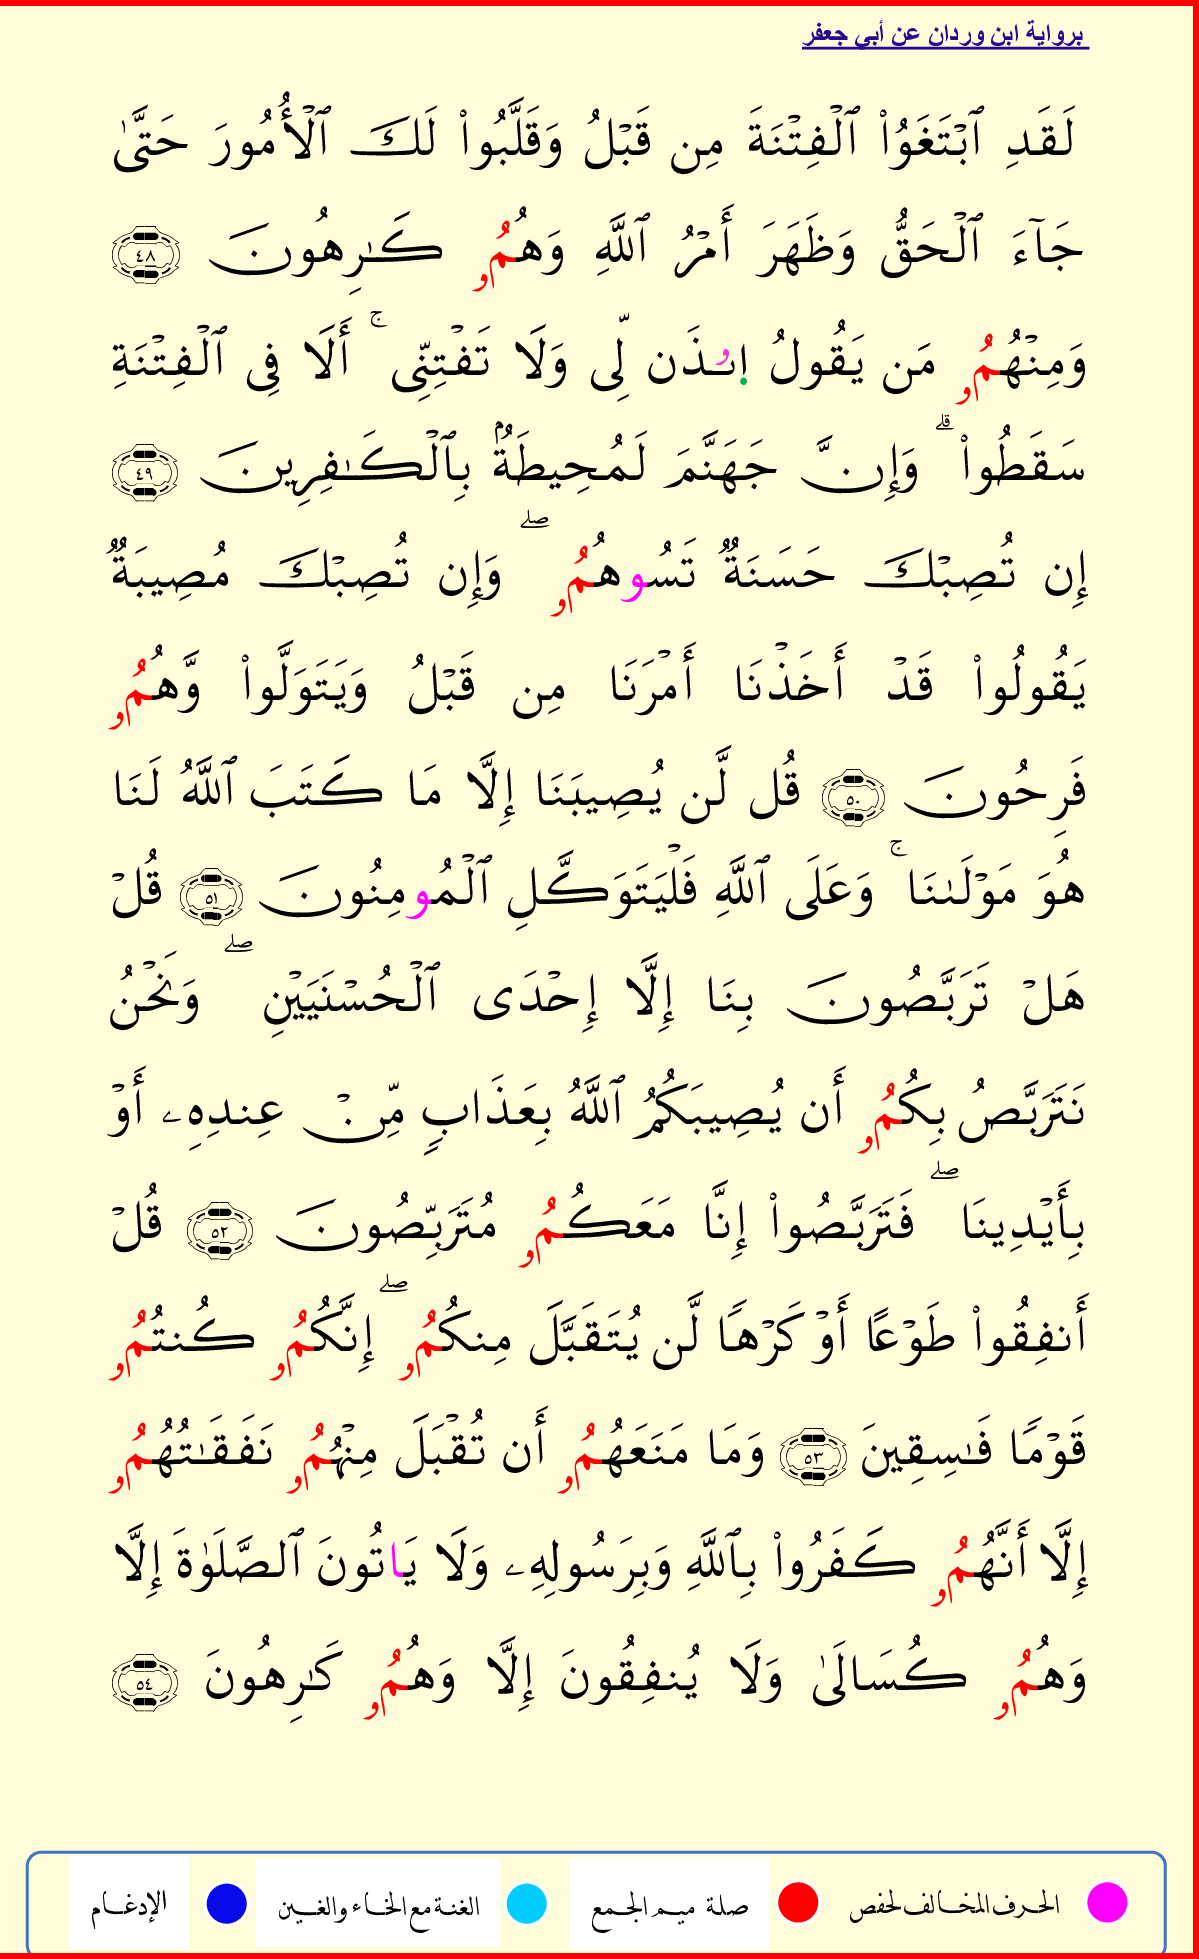 برواية ابن وردان عن أبي جعفر
لَقَدِ ٱبْتَغَوُا۟ ٱلْفِتْنَةَ مِن قَبْلُ وَقَلَّبُوا۟ لَكَ ٱلْأُمُورَ حَتَّىٰ
جَآءَ ٱلْحَقُّ وَظَهَرَ أَمْرُ ٱللَّهِ وَهُمُۥ كَـٰرِهُونَ ٤٨
وَمِنْهُمُۥ مَن يَقُولُ ٱوذَن لِّى وَلَا تَفْتِنِّى ۚ أَلَا فِى ٱلْفِتْنَةِ
سَقَطُوا۟ ۗ وَإِنَّ جَهَنَّمَ لَمُحِيطَةٌۢ بِٱلْكَـٰفِرِينَ ٤٩
إِن تُصِبْكَ حَسَنَةٌ تَسُوهُمُۥ ۖ وَإِن تُصِبْكَ مُصِيبَةٌ
يَقُولُوا۟ قَدْ أَخَذْنَا أَمْرَنَا مِن قَبْلُ وَيَتَوَلَّوا۟ وَّهُمُۥ
فَرِحُونَ ٥٠ قُل لَّن يُصِيبَنَا إِلَّا مَا كَتَبَ ٱللَّهُ لَنَا
هُوَ مَوْلَىٰنَا ۚ وَعَلَى ٱللَّهِ فَلْيَتَوَكَّلِ ٱلْمُومِنُونَ ٥١ قُلْ
هَلْ تَرَبَّصُونَ بِنَا إِلَّا إِحْدَى ٱلْحُسْنَيَيْنِ ۖ وَنَحْنُ
نَتَرَبَّصُ بِكُمُۥ أَن يُصِيبَكُمُ ٱللَّهُ بِعَذَابٍ مِّنْ عِندِهِۦ أَوْ
بِأَيْدِينَا ۖ فَتَرَبَّصُوا۟ إِنَّا مَعَكُمُۥ مُتَرَبِّصُونَ ٥٢ قُلْ
أَنفِقُوا۟ طَوْعًا أَوْ كَرْهًا لَّن يُتَقَبَّلَ مِنكُمُۥ ۖ إِنَّكُمُۥ كُنتُمُۥ
قَوْمًا فَـٰسِقِينَ ٥٣ وَمَا مَنَعَهُمُۥ أَن تُقْبَلَ مِنْهُمُۥ نَفَقَـٰتُهُمُۥ
إِلَّا أَنَّهُمُۥ كَفَرُوا۟ بِٱللَّهِ وَبِرَسُولِهِۦ وَلَا يَاتُونَ ٱلصَّلَوٰةَ إِلَّا
وَهُمُۥ كُسَالَىٰ وَلَا يُنفِقُونَ إِلَّا وَهُمُۥ كَـٰرِهُونَ ٥٤
الحرف المخالف لحفص صلة ميم الجمع الغنة مع الخاء والغين الإدغام